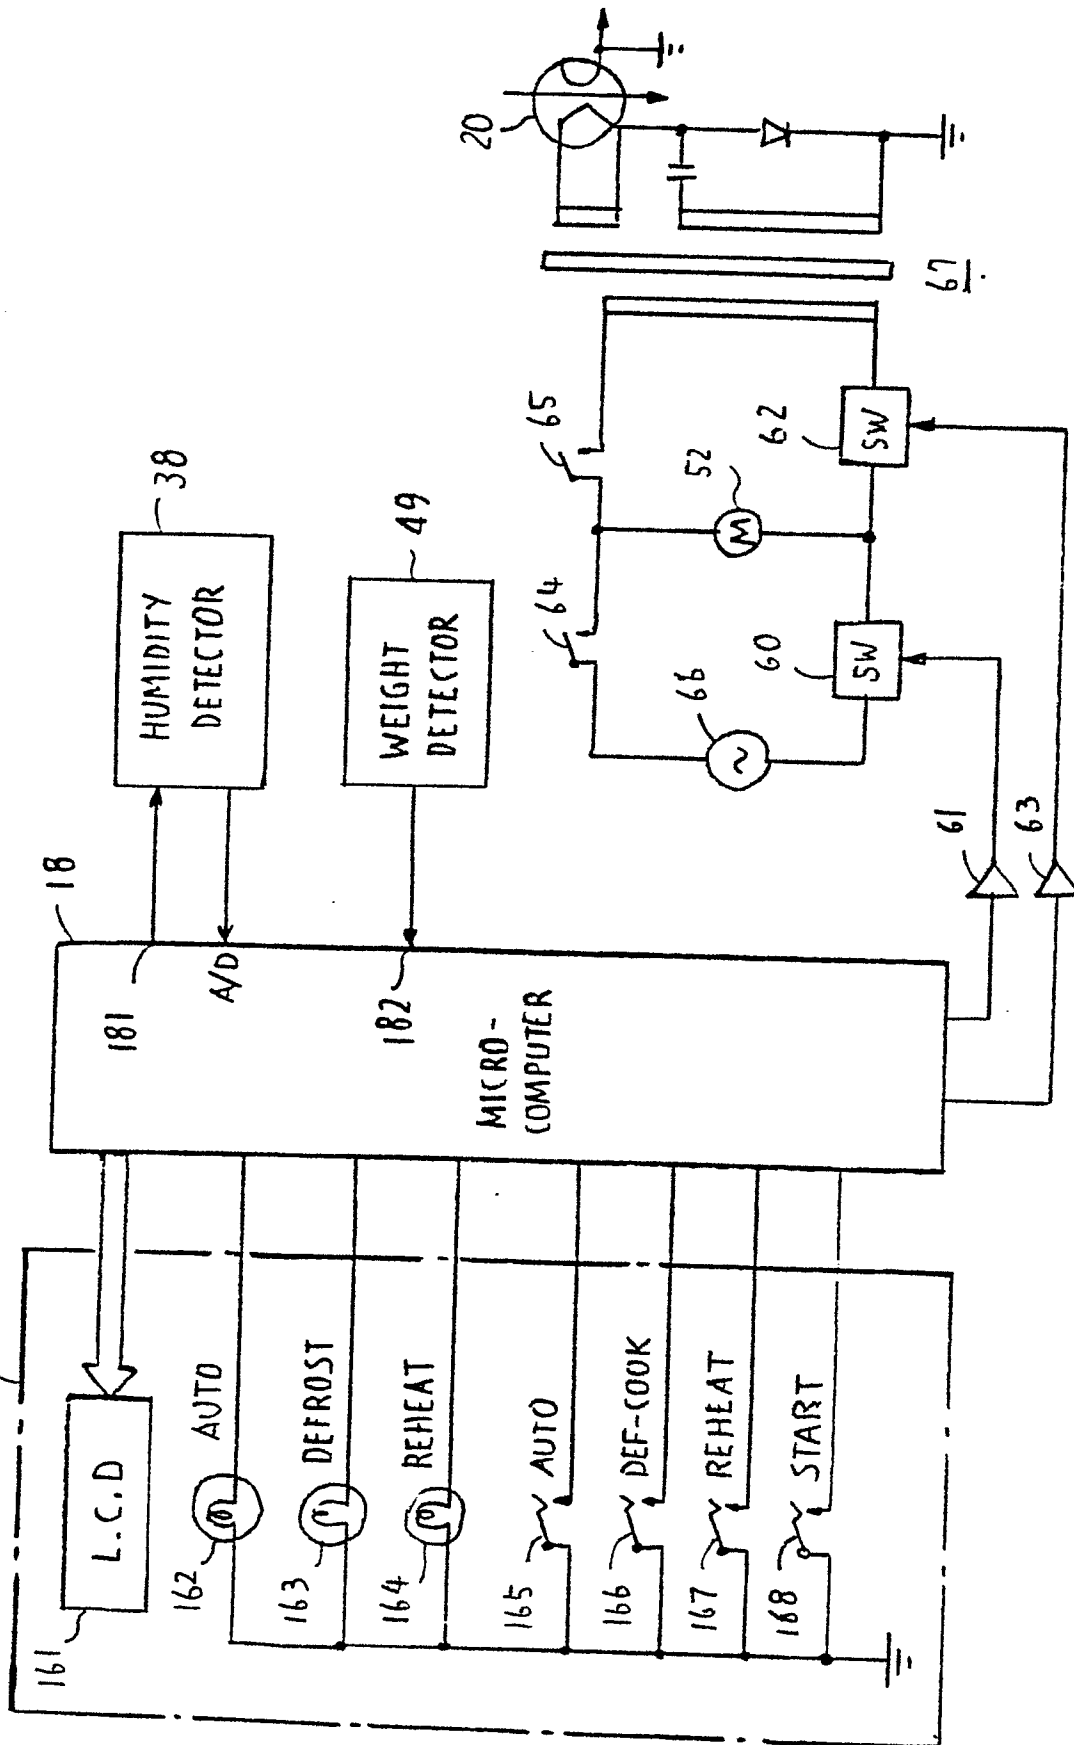 161
L.C.D
162
AUTO
163
DEFROST
164
REHEAT
165
AUTO
166
DEF-COOK
167
REHEAT
168
START
18
181
A/D
182
MICRO-
COMPUTER
HUMIDITY
DETECTOR
38
WEIGHT
DETECTOR
49
61
63
66
64
65
60
SW
52
M
62
SW
67
20